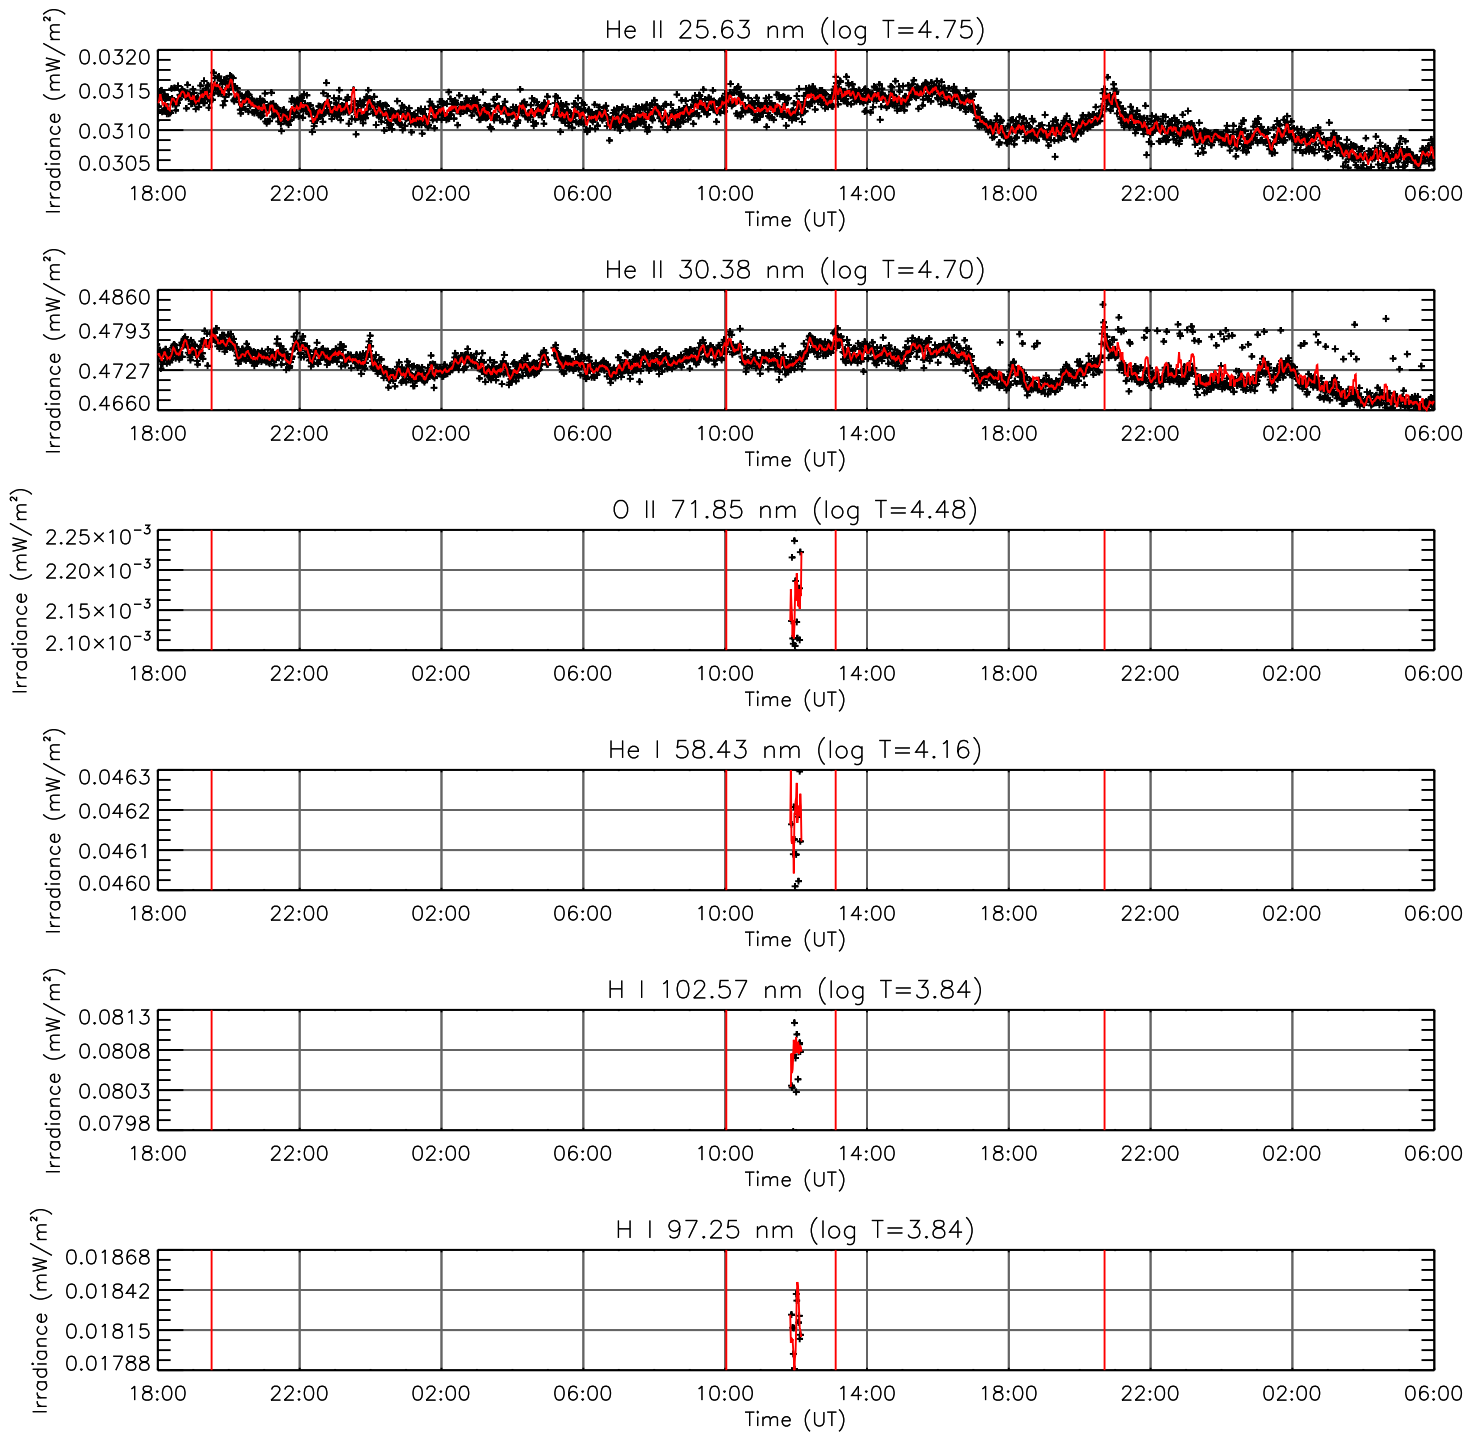 He II 25.63 nm (log T=4.75)
Irradiance (mW/m²)
0.0320
0.0315
0.0310
0.0305
18:00 22:00 02:00 06:00 10:00 14:00 18:00 22:00 02:00 06:00
Time (UT)
He II 30.38 nm (log T=4.70)
Irradiance (mW/m²)
0.4860
0.4793
0.4727
0.4660
18:00 22:00 02:00 06:00 10:00 14:00 18:00 22:00 02:00 06:00
Time (UT)
O II 71.85 nm (log T=4.48)
Irradiance (mW/m²)
2.25×10⁻³
2.20×10⁻³
2.15×10⁻³
2.10×10⁻³
18:00 22:00 02:00 06:00 10:00 14:00 18:00 22:00 02:00 06:00
Time (UT)
He I 58.43 nm (log T=4.16)
Irradiance (mW/m²)
0.0463
0.0462
0.0461
0.0460
18:00 22:00 02:00 06:00 10:00 14:00 18:00 22:00 02:00 06:00
Time (UT)
H I 102.57 nm (log T=3.84)
Irradiance (mW/m²)
0.0813
0.0808
0.0803
0.0798
18:00 22:00 02:00 06:00 10:00 14:00 18:00 22:00 02:00 06:00
Time (UT)
H I 97.25 nm (log T=3.84)
Irradiance (mW/m²)
0.01868
0.01842
0.01815
0.01788
18:00 22:00 02:00 06:00 10:00 14:00 18:00 22:00 02:00 06:00
Time (UT)